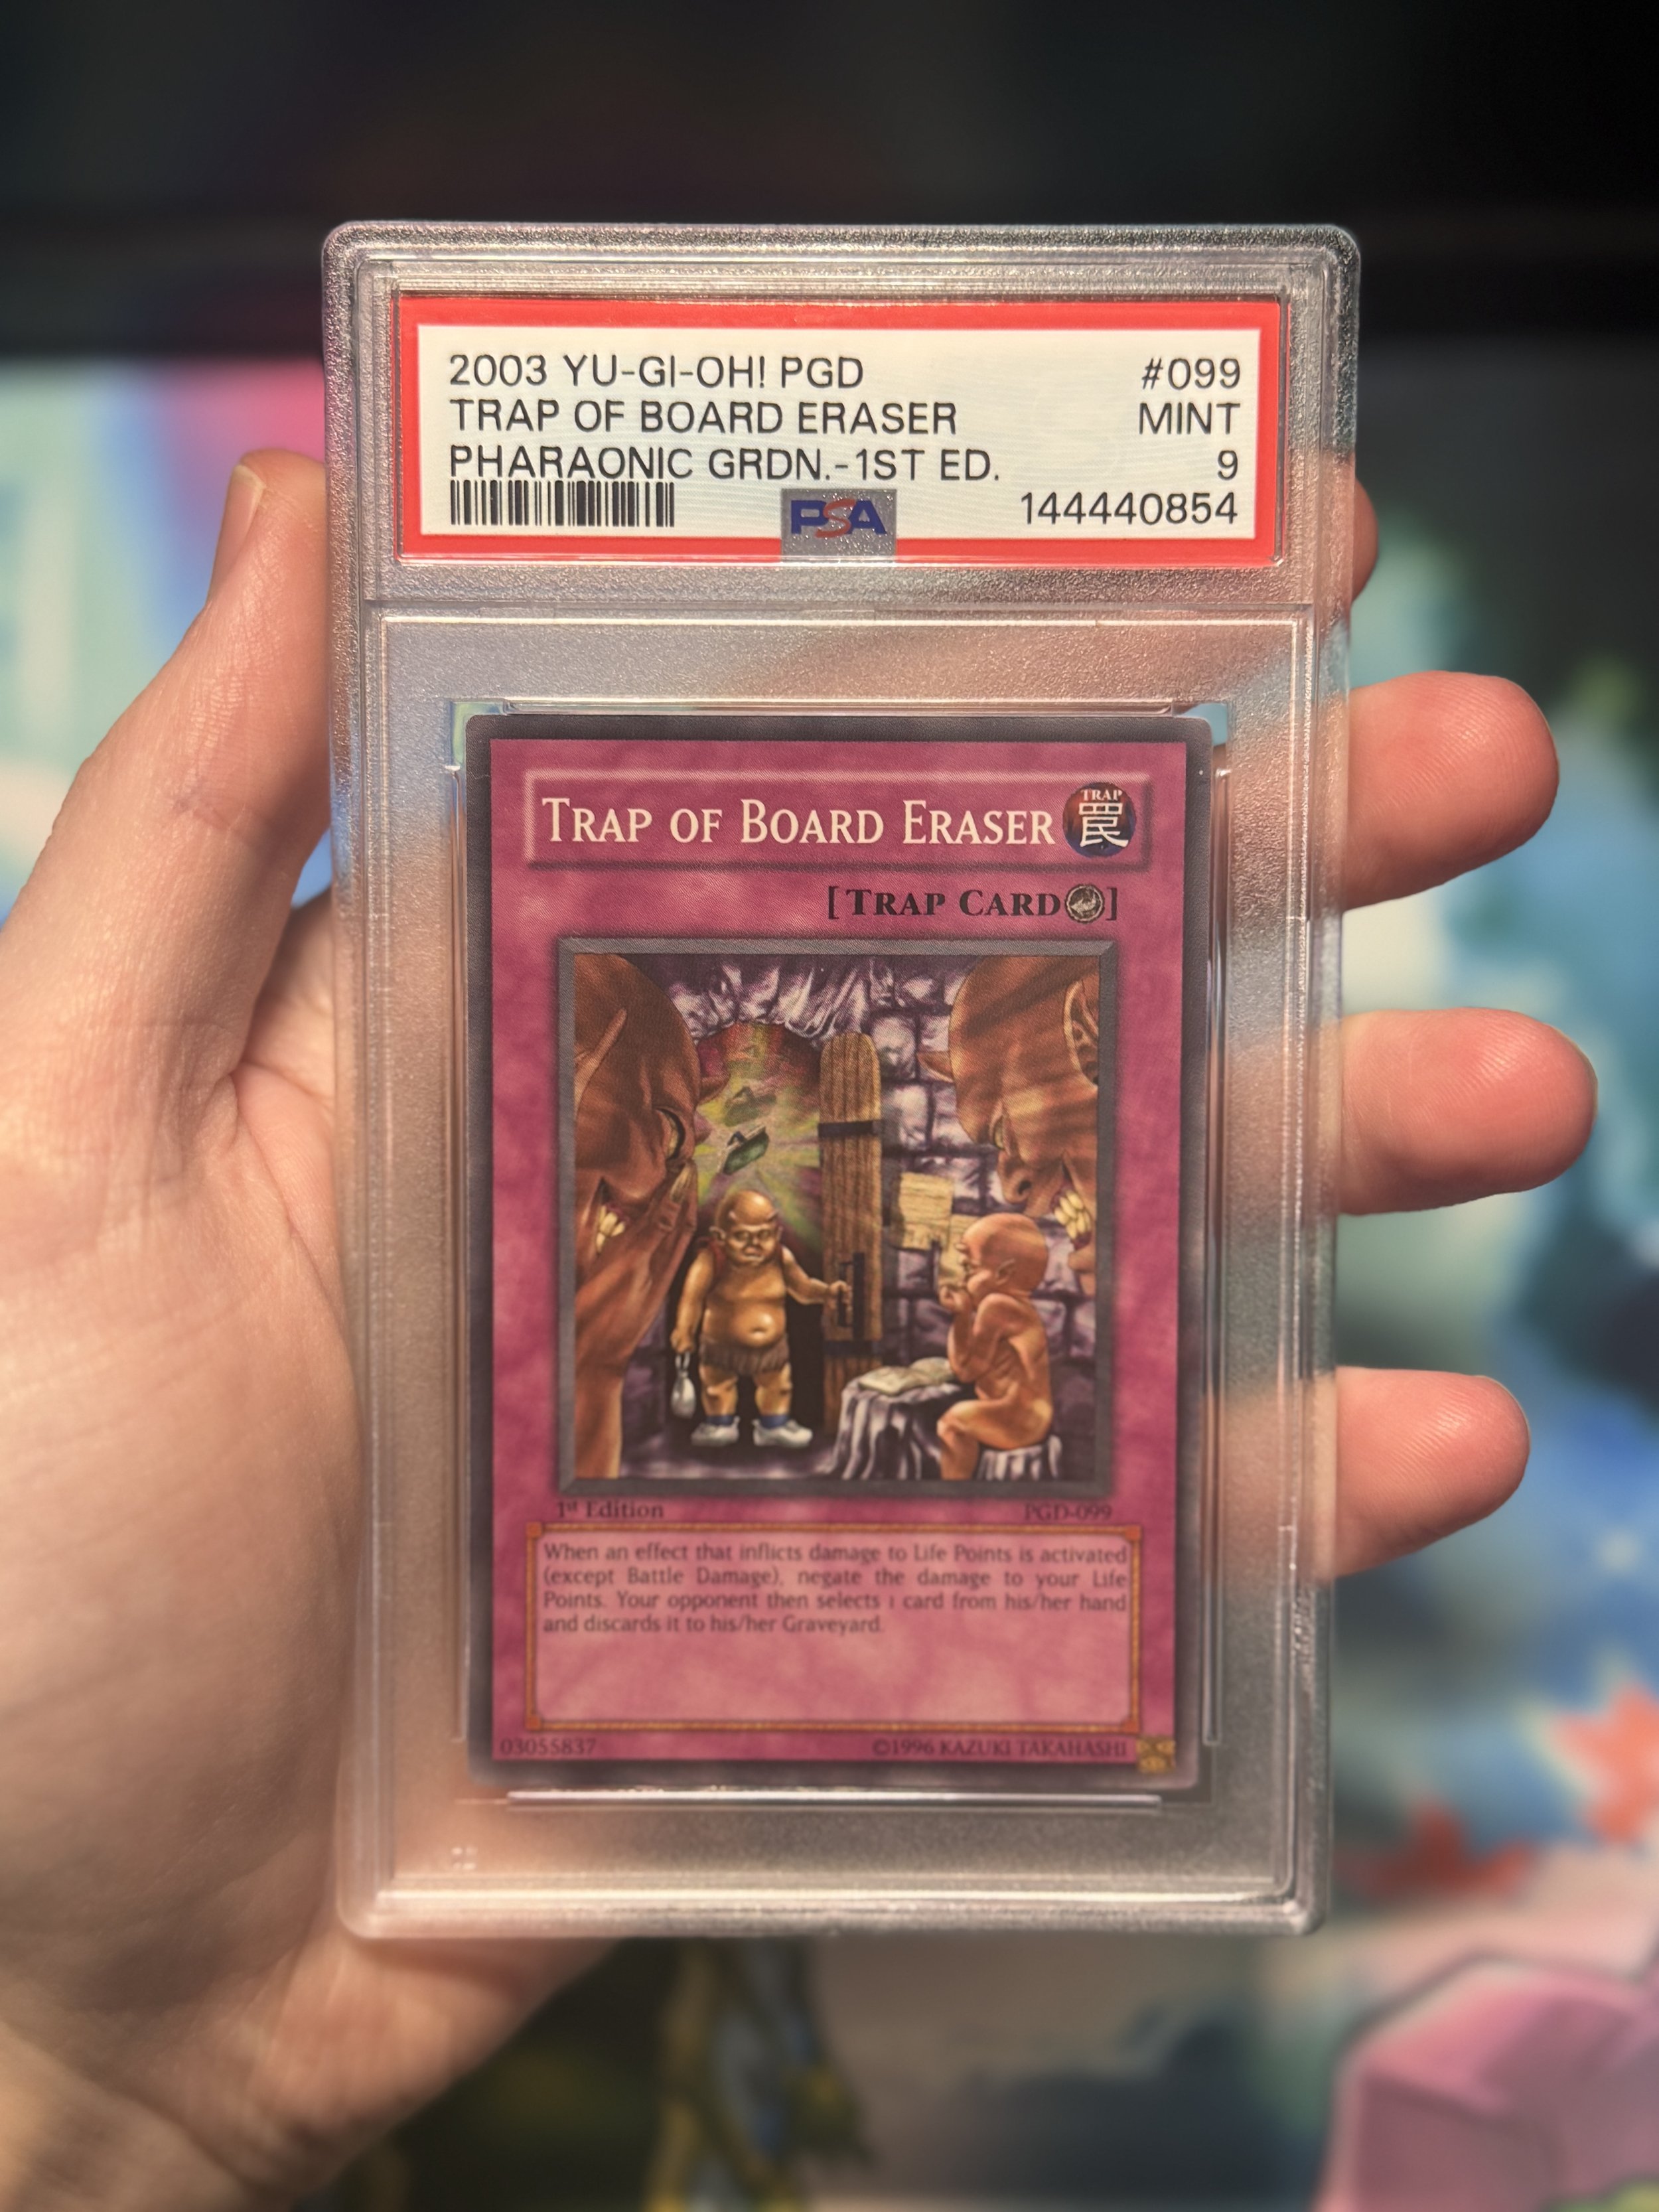 2003 YU-GI-OH! PGD #099
TRAP OF BOARD ERASER MINT
PHARAONIC GRDN.-1ST ED. 9
PSA 144440854
TRAP OF BOARD ERASER TRAP 罠
[TRAP CARD]
1st Edition PGD-099
When an effect that inflicts damage to Life Points is activated
(except Battle Damage), negate the damage to your Life
Points. Your opponent then selects 1 card from his/her hand
and discards it to his/her Graveyard.
03055837 ©1996 KAZUKI TAKAHASHI